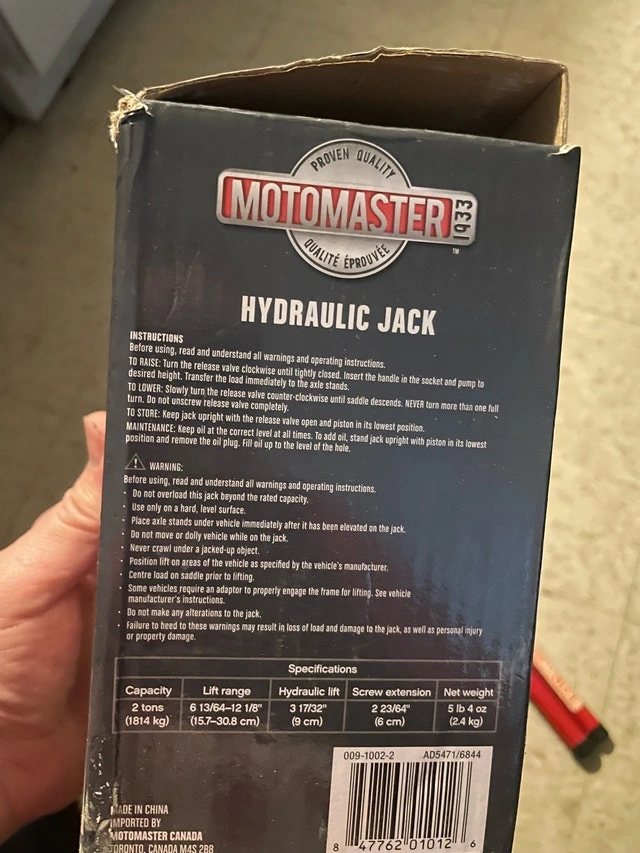 PROVEN QUALITY
MOTOMASTER 1933
QUALITÉ ÉPROUVÉE
TM
HYDRAULIC JACK
INSTRUCTIONS
Before using, read and understand all warnings and operating instructions.
TO RAISE: Turn the release valve clockwise until tightly closed. Insert the handle in the socket and pump to
desired height. Transfer the load immediately to the axle stands.
TO LOWER: Slowly turn the release valve counter-clockwise until saddle descends. NEVER turn more than one full
turn. Do not unscrew release valve completely.
TO STORE: Keep jack upright with the release valve open and piston in its lowest position.
MAINTENANCE: Keep oil at the correct level at all times. To add oil, stand jack upright with piston in its lowest
position and remove the oil plug. Fill oil up to the level of the hole.
WARNING:
Before using, read and understand all warnings and operating instructions.
· Do not overload this jack beyond the rated capacity.
· Use only on a hard, level surface.
· Place axle stands under vehicle immediately after it has been elevated on the jack.
· Do not move or dolly vehicle while on the jack.
· Never crawl under a jacked-up object.
· Position lift on areas of the vehicle as specified by the vehicle's manufacturer.
· Centre load on saddle prior to lifting.
· Some vehicles require an adaptor to properly engage the frame for lifting. See vehicle
manufacturer's instructions.
· Do not make any alterations to the jack.
· Failure to heed to these warnings may result in loss of load and damage to the jack, as well as personal injury
or property damage.
Specifications
Capacity Lift range Hydraulic lift Screw extension Net weight
2 tons 6 13/64–12 1/8" 3 17/32" 2 23/64" 5 lb 4 oz
(1814 kg) (15.7–30.8 cm) (9 cm) (6 cm) (2.4 kg)
009-1002-2 AD5471/6844
8 47762 01012 6
MADE IN CHINA
IMPORTED BY
MOTOMASTER CANADA
TORONTO, CANADA M4S 2B8